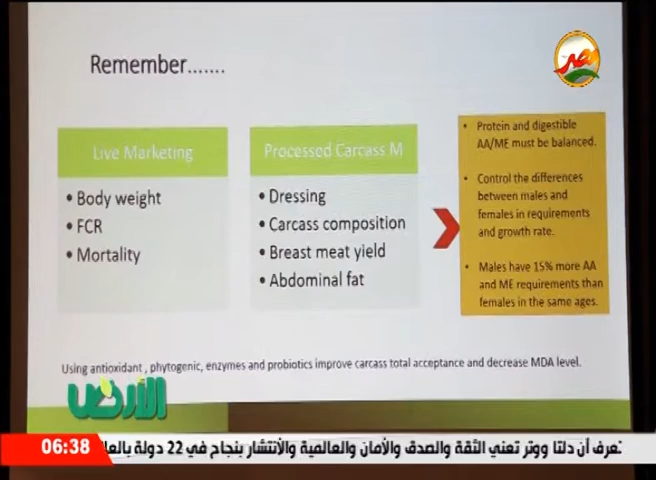 Remember.......
Live Marketing
• Body weight
• FCR
• Mortality
Processed Carcass M
• Dressing
• Carcass composition
• Breast meat yield
• Abdominal fat
• Protein and digestible
AA/ME must be balanced.
• Control the differences
between males and
females in requirements
and growth rate.
• Males have 15% more AA
and ME requirements than
females in the same ages.
Using antioxidant , phytogenic, enzymes and probiotics improve carcass total acceptance and decrease MDA level.
الأرض
06:38
تعرف أن دلتا ووتر تعني الثقة والصدق والأمان والعالمية والأنتشار بنجاح في 22 دولة
مصر